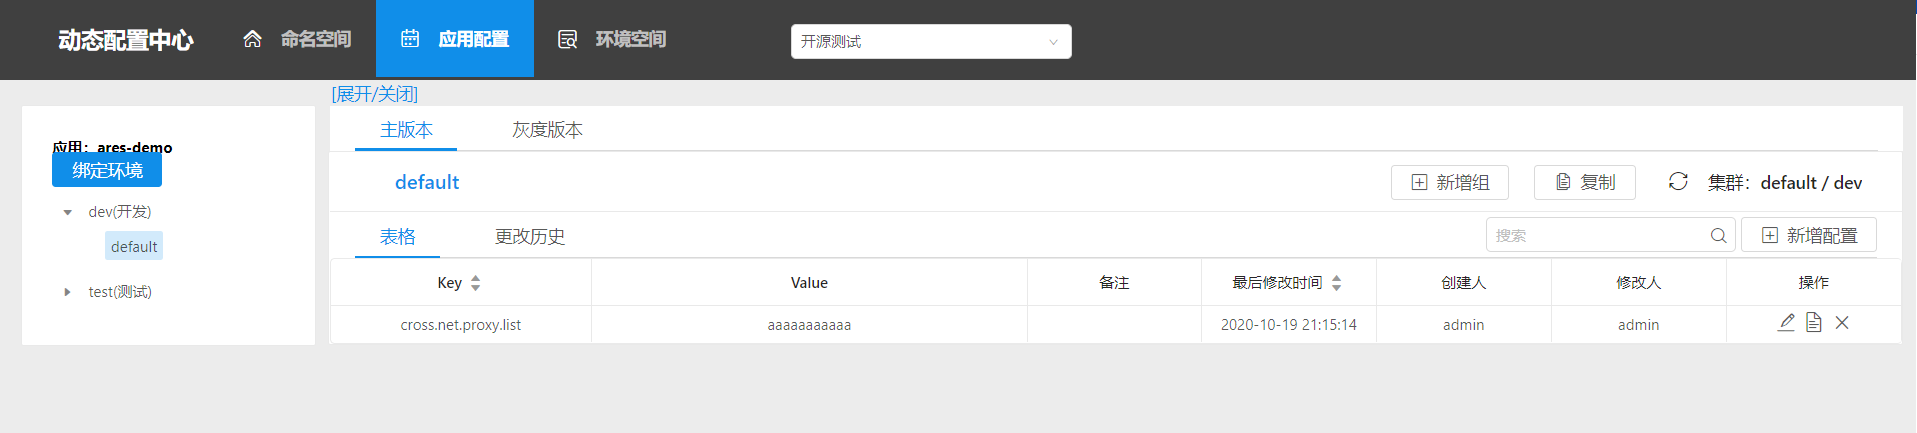 动态配置中心 命名空间 应用配置 环境空间 开源测试
[展开/关闭]
应用：ares-demo
绑定环境
dev(开发)
default
test(测试)
主版本 灰度版本
default 新增组 复制 集群：default / dev
表格 更改历史 搜索 新增配置
Key Value 备注 最后修改时间 创建人 修改人 操作
cross.net.proxy.list aaaaaaaaaaa 2020-10-19 21:15:14 admin admin